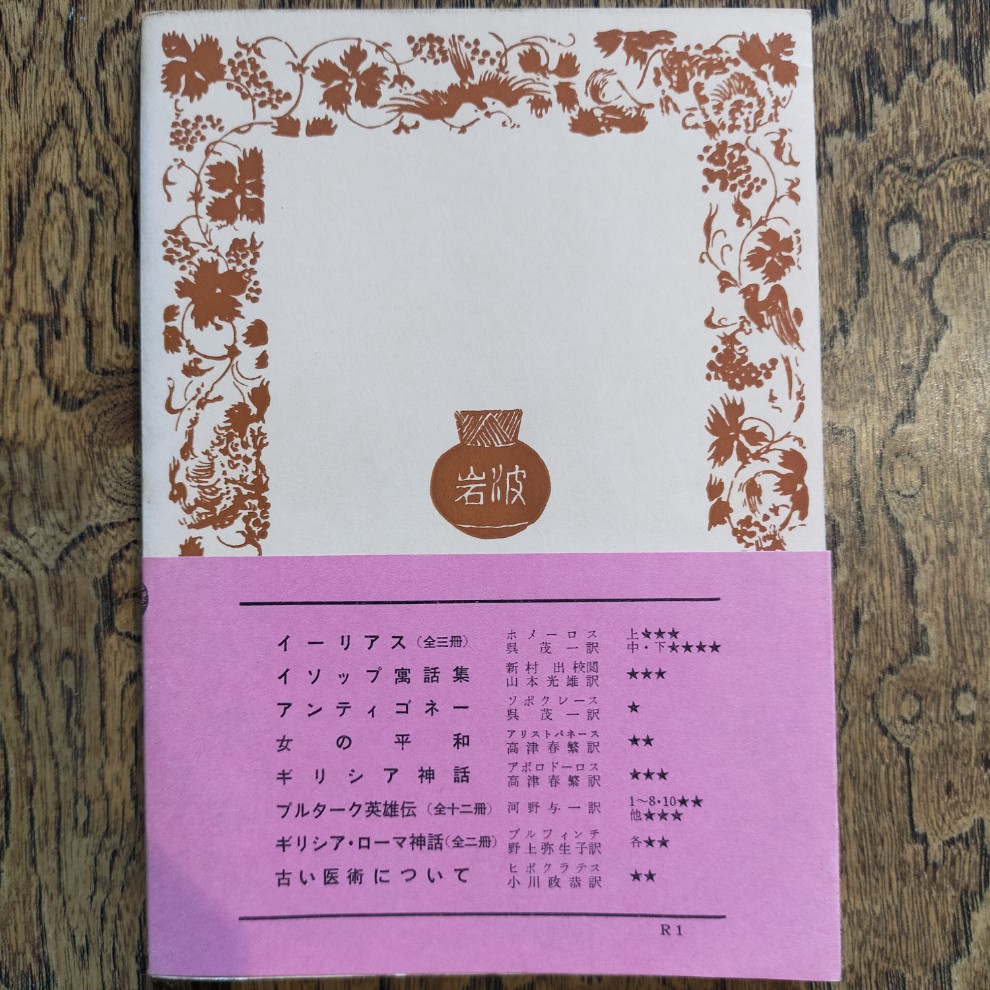 岩波
イーリアス(全三冊) ホメーロス 呉茂一訳 上★★★ 中・下★★★★
イソップ寓話集 新村出校閲 山本光雄訳 ★★★
アンティゴネー ソポクレース 呉茂一訳 ★
女の平和 アリストパネース 高津春繁訳 ★★
ギリシア神話 アポロドーロス 高津春繁訳 ★★★
プルターク英雄伝(全十二冊) 河野与一訳 1〜8・10★★ 他★★★
ギリシア・ローマ神話(全二冊) ブルフィンチ 野上弥生子訳 各★★
古い医術について ヒポクラテス 小川政恭訳 ★★
R1